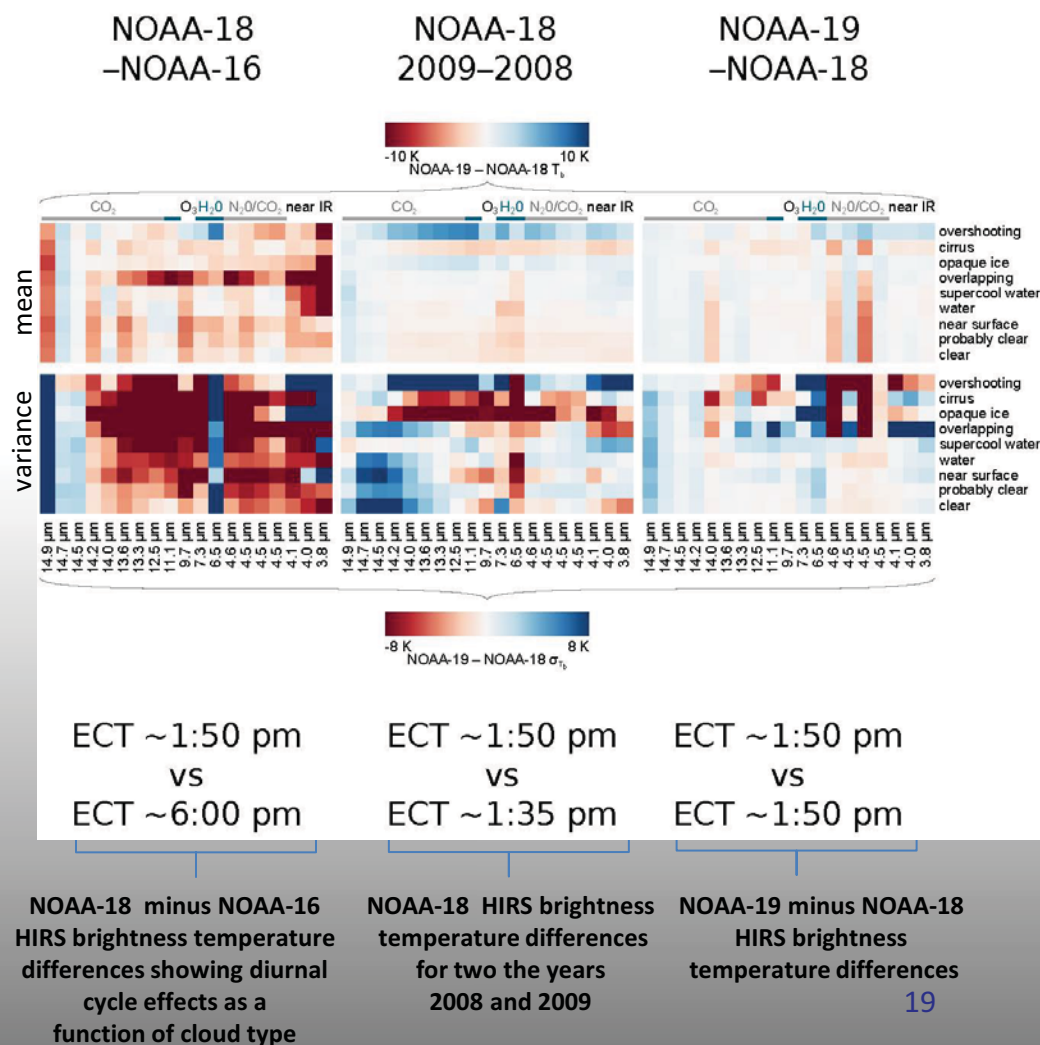 NOAA-18
–NOAA-16
NOAA-18
2009–2008
NOAA-19
–NOAA-18
-10 K 10 K
NOAA-19 – NOAA-18 T_b
CO₂ O₃ H₂0 N₂0/CO₂ near IR
CO₂ O₃ H₂0 N₂0/CO₂ near IR
CO₂ O₃ H₂0 N₂0/CO₂ near IR
mean
overshooting
cirrus
opaque ice
overlapping
supercool water
water
near surface
probably clear
clear
variance
overshooting
cirrus
opaque ice
overlapping
supercool water
water
near surface
probably clear
clear
14.9 µm
14.7 µm
14.5 µm
14.2 µm
14.0 µm
13.6 µm
13.3 µm
12.5 µm
11.1 µm
9.7 µm
7.3 µm
6.5 µm
4.6 µm
4.5 µm
4.5 µm
4.5 µm
4.1 µm
4.0 µm
3.8 µm
14.9 µm
14.7 µm
14.5 µm
14.2 µm
14.0 µm
13.6 µm
13.3 µm
12.5 µm
11.1 µm
9.7 µm
7.3 µm
6.5 µm
4.6 µm
4.5 µm
4.5 µm
4.5 µm
4.1 µm
4.0 µm
3.8 µm
14.9 µm
14.7 µm
14.5 µm
14.2 µm
14.0 µm
13.6 µm
13.3 µm
12.5 µm
11.1 µm
9.7 µm
7.3 µm
6.5 µm
4.6 µm
4.5 µm
4.5 µm
4.5 µm
4.1 µm
4.0 µm
3.8 µm
-8 K 8 K
NOAA-19 – NOAA-18 σ_Tb
ECT ~1:50 pm
vs
ECT ~6:00 pm
ECT ~1:50 pm
vs
ECT ~1:35 pm
ECT ~1:50 pm
vs
ECT ~1:50 pm
NOAA-18 minus NOAA-16
HIRS brightness temperature
differences showing diurnal
cycle effects as a
function of cloud type
NOAA-18 HIRS brightness
temperature differences
for two the years
2008 and 2009
NOAA-19 minus NOAA-18
HIRS brightness
temperature differences
19